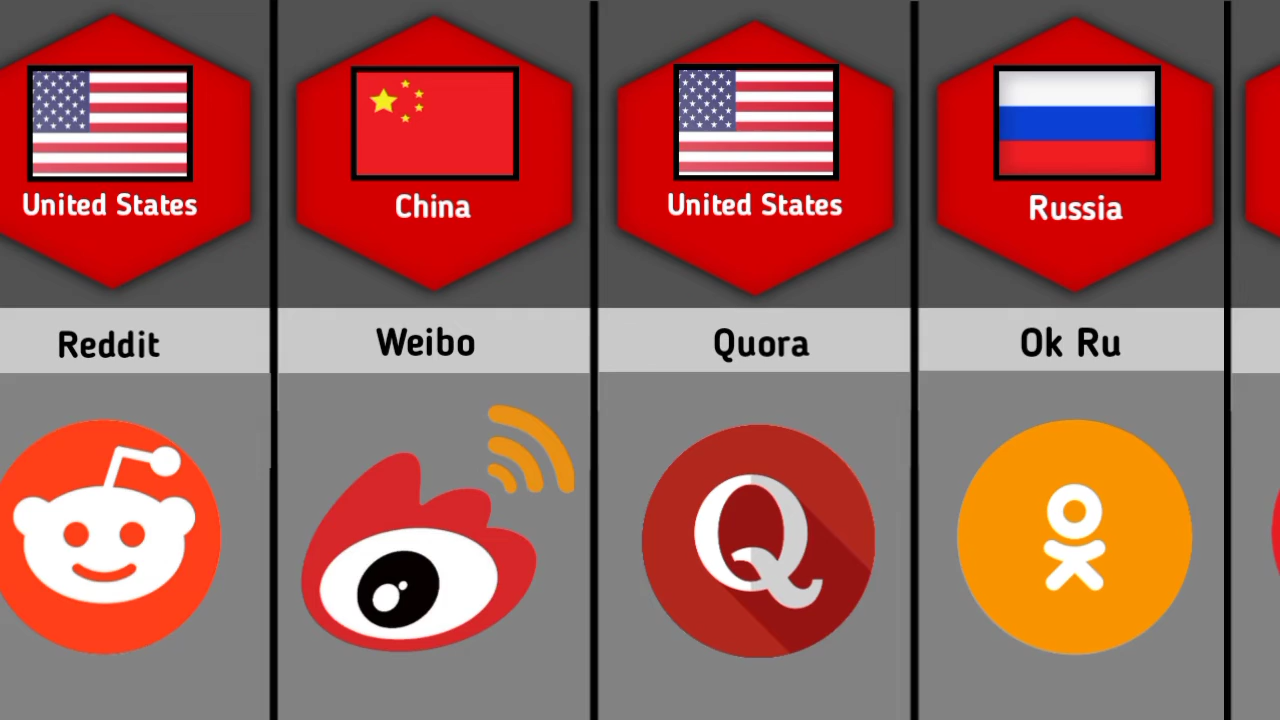 United States
China
United States
Russia
Reddit
Weibo
Quora
Ok Ru
Q